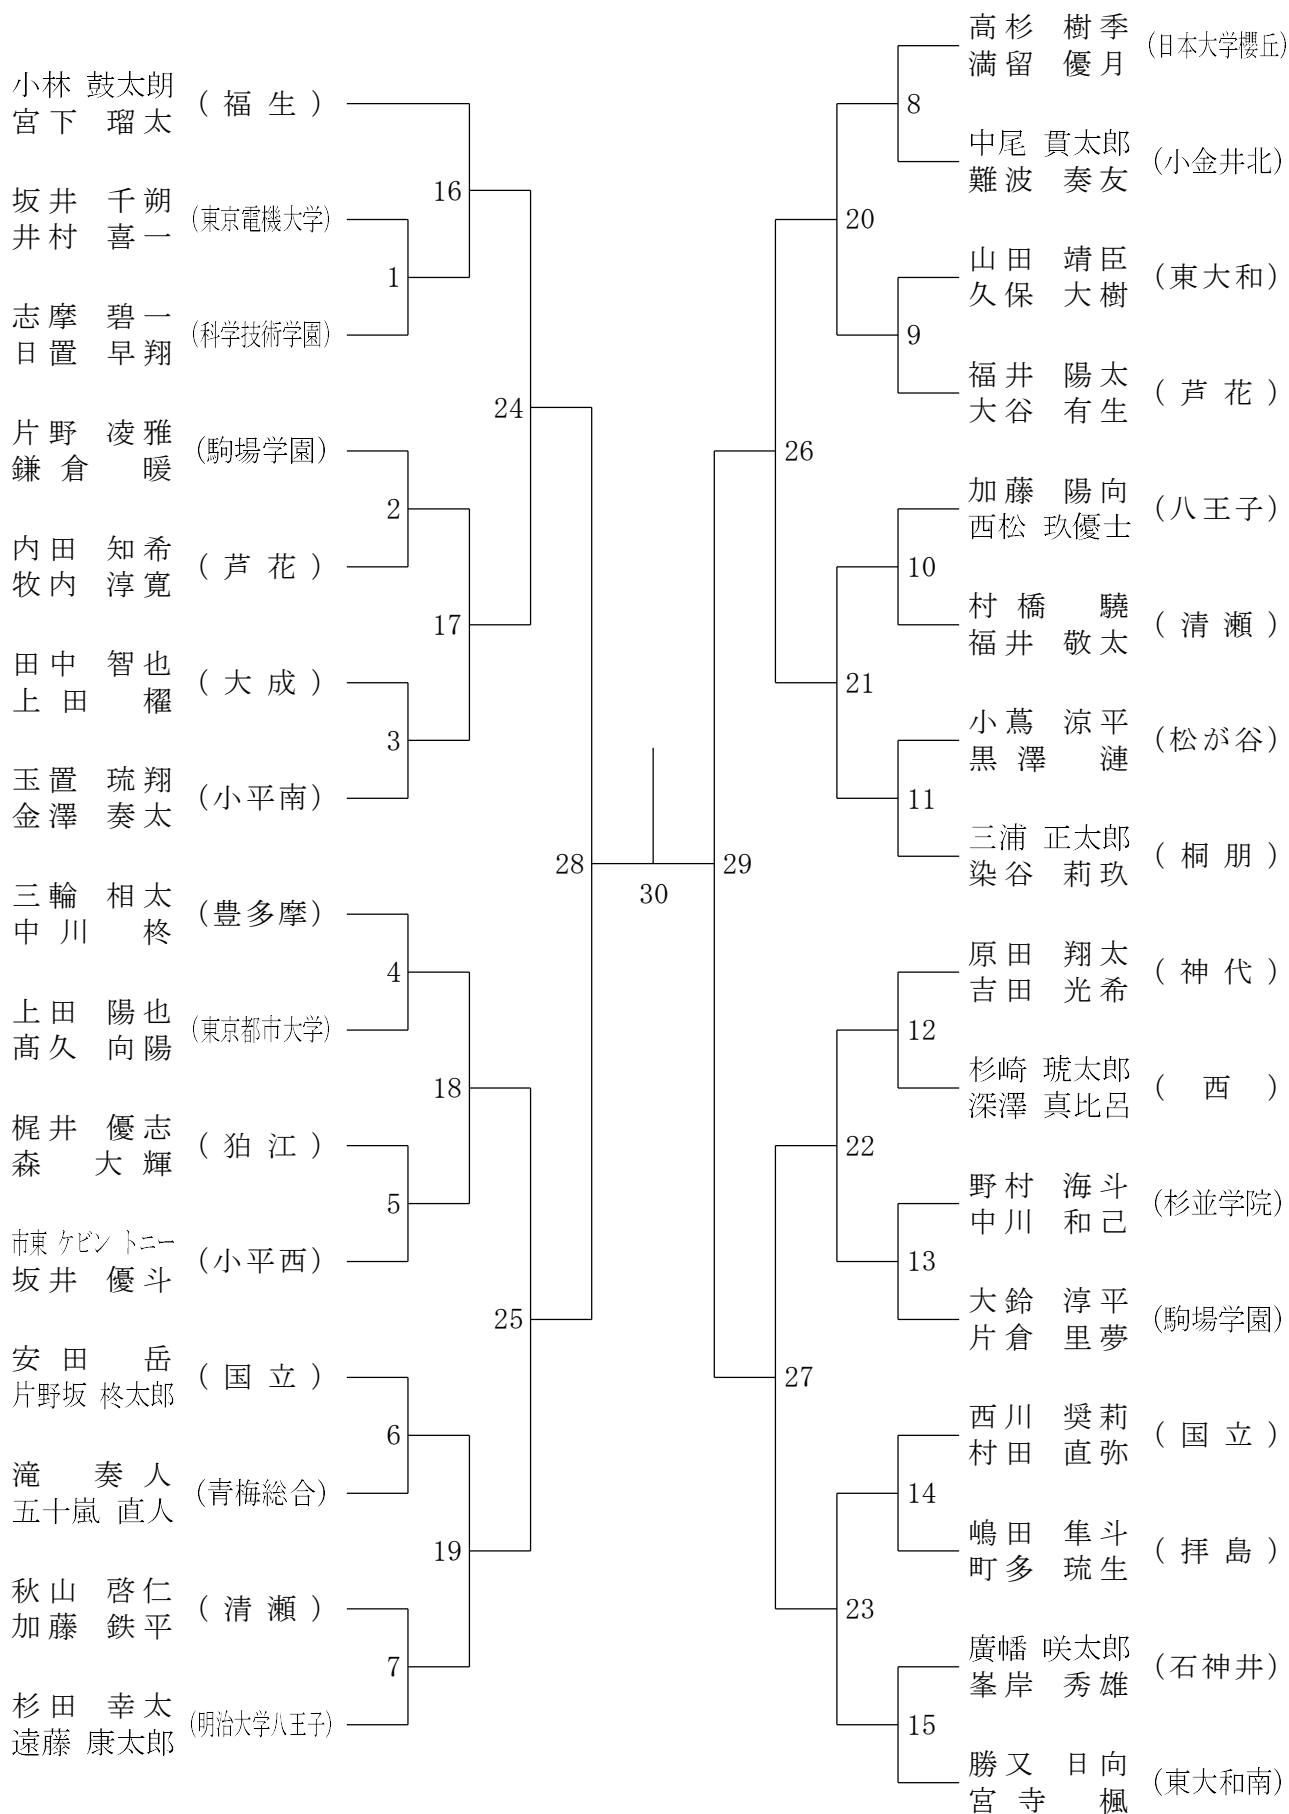 小林 鼓太朗
宮下 瑠太
(福生)
坂井 千朔
井村 喜一
(東京電機大学)
志摩 碧一
日置 早翔
(科学技術学園)
片野 凌雅
鎌倉 暖
(駒場学園)
内田 知希
牧内 淳寛
(芦花)
田中 智也
上田 櫂
(大成)
玉置 琉翔
金澤 奏太
(小平南)
三輪 相太
中川 柊
(豊多摩)
上田 陽也
髙久 向陽
(東京都市大学)
梶井 優志
森 大輝
(狛江)
市東 ケビン トニー
坂井 優斗
(小平西)
安田 岳
片野坂 柊太郎
(国立)
滝 奏人
五十嵐 直人
(青梅総合)
秋山 啓仁
加藤 鉄平
(清瀬)
杉田 幸太
遠藤 康太郎
(明治大学八王子)
1
2
3
4
5
6
7
16
17
18
19
24
25
28
30
29
26
27
20
21
22
23
8
9
10
11
12
13
14
15
高杉 樹季
満留 優月
(日本大学櫻丘)
中尾 貫太郎
難波 奏友
(小金井北)
山田 靖臣
久保 大樹
(東大和)
福井 陽太
大谷 有生
(芦花)
加藤 陽向
西松 玖優士
(八王子)
村橋 驍
福井 敬太
(清瀬)
小蔦 涼平
黒澤 漣
(松が谷)
三浦 正太郎
染谷 莉玖
(桐朋)
原田 翔太
吉田 光希
(神代)
杉崎 琥太郎
深澤 真比呂
(西)
野村 海斗
中川 和己
(杉並学院)
大鈴 淳平
片倉 里夢
(駒場学園)
西川 奨莉
村田 直弥
(国立)
嶋田 隼斗
町多 琉生
(拝島)
廣幡 咲太郎
峯岸 秀雄
(石神井)
勝又 日向
宮寺 楓
(東大和南)